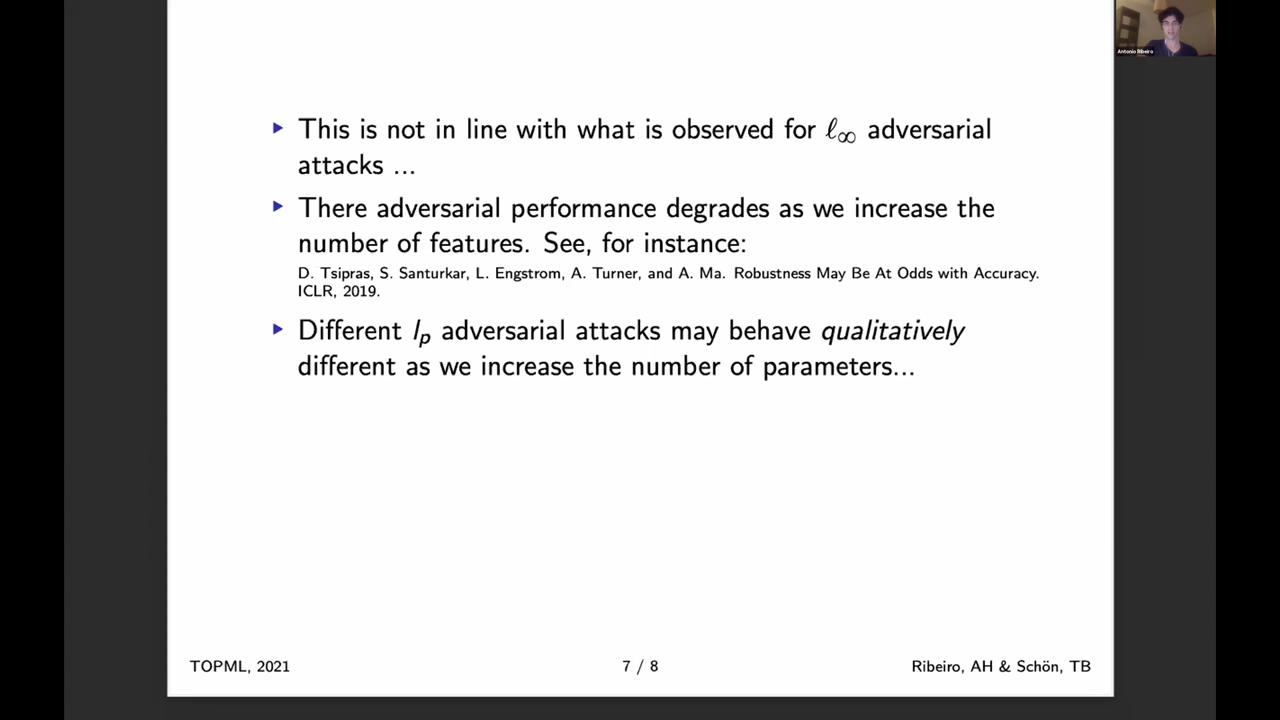 Antonio Ribeiro
▶ This is not in line with what is observed for ℓ∞ adversarial
attacks ...
▶ There adversarial performance degrades as we increase the
number of features. See, for instance:
D. Tsipras, S. Santurkar, L. Engstrom, A. Turner, and A. Ma. Robustness May Be At Odds with Accuracy.
ICLR, 2019.
▶ Different lₚ adversarial attacks may behave qualitatively
different as we increase the number of parameters...
TOPML, 2021
7 / 8
Ribeiro, AH & Schön, TB